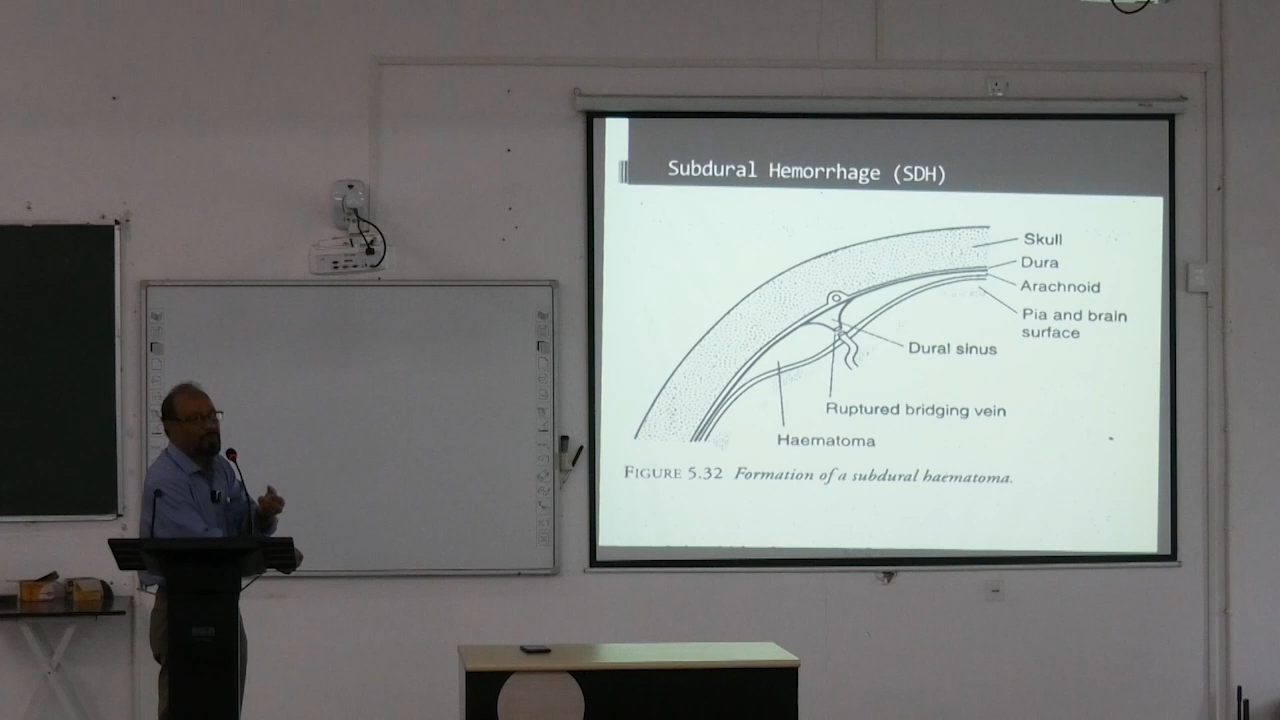 Subdural Hemorrhage (SDH)
Skull
Dura
Arachnoid
Pia and brain
surface
Dural sinus
Ruptured bridging vein
Haematoma
FIGURE 5.32 Formation of a subdural haematoma.